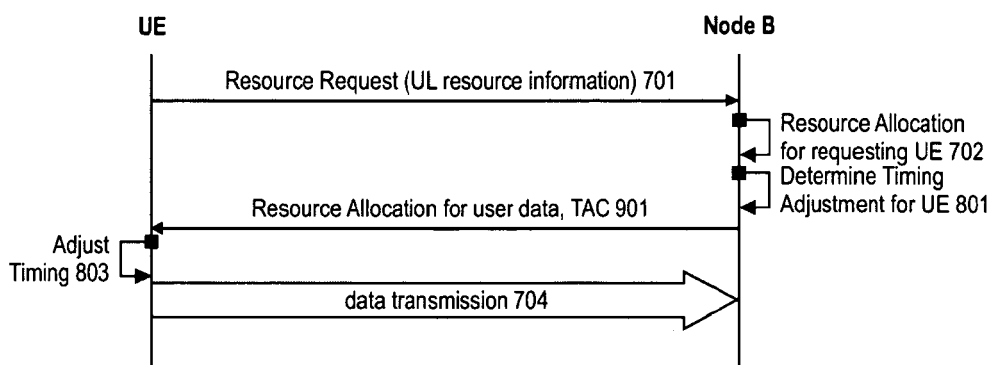 UE
Node B
Resource Request (UL resource information) 701
Resource Allocation
for requesting UE 702
Determine Timing
Adjustment for UE 801
Resource Allocation for user data, TAC 901
Adjust
Timing 803
data transmission 704